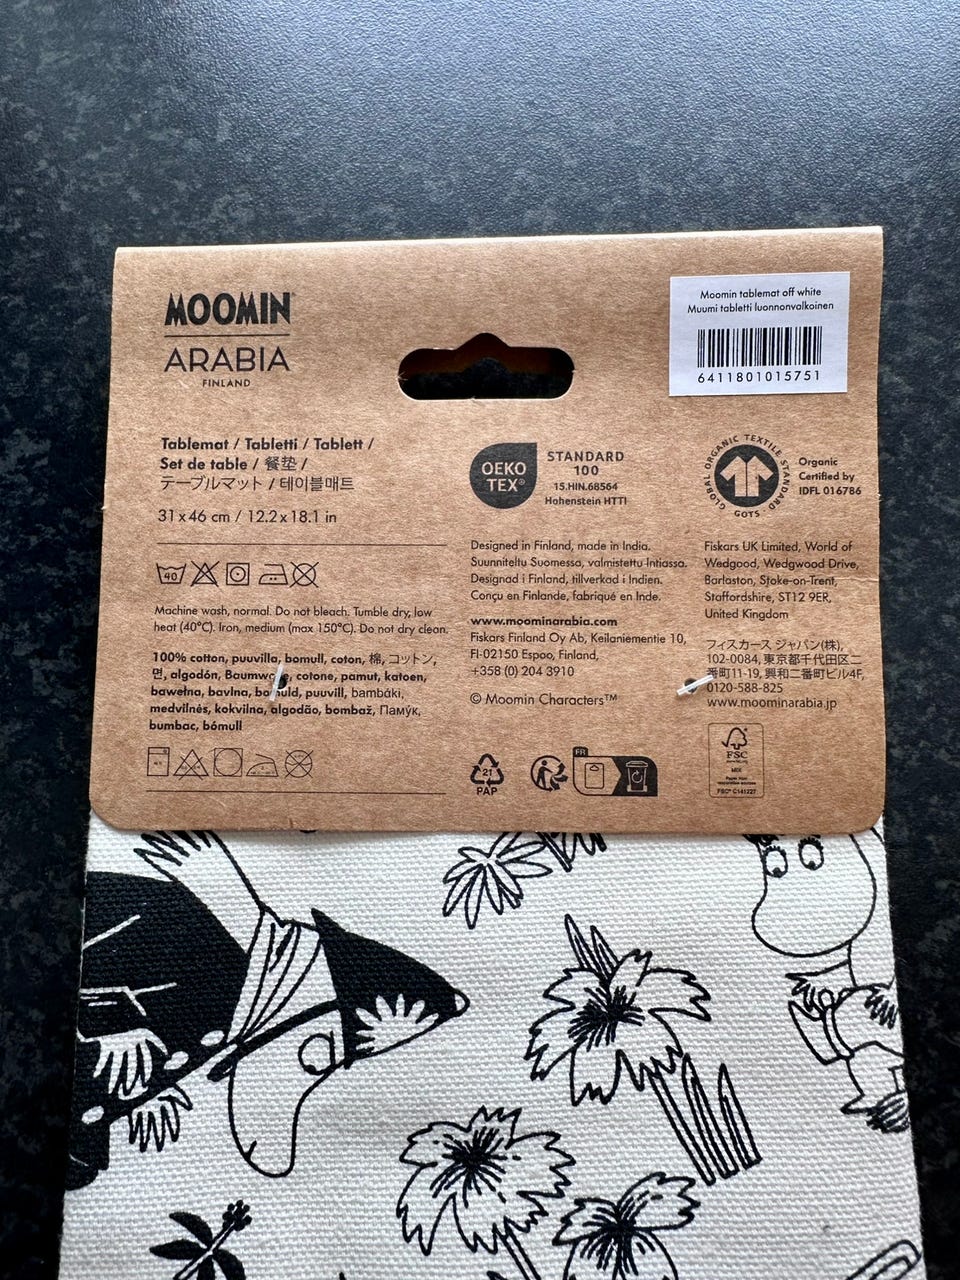 MOOMIN
ARABIA
FINLAND
Moomin tablemat off white
Muumi tabletti luonnonvalkoinen
6411801015751
Tablemat / Tabletti / Tablett /
Set de table / 餐垫 /
テーブルマット / 테이블매트
31 x 46 cm / 12.2 x 18.1 in
40
Machine wash, normal. Do not bleach. Tumble dry, low
heat (40°C). Iron, medium (max 150°C). Do not dry clean.
100% cotton, puuvilla, bomull, coton, 棉, コットン,
면, algodón, Baumwolle, cotone, pamut, katoen,
bawełna, bavlna, puuvill, bambáki,
medvilnės, kokvilna, algodão, bombaž, Памук,
bumbac, bómull
OEKO
TEX®
STANDARD
100
15.HIN.68564
Hohenstein HTTI
Designed in Finland, made in India.
Suunniteltu Suomessa, valmistettu Intiassa.
Designad i Finland, tillverkad i Indien.
Conçu en Finlande, fabriqué en Inde.
www.moominarabia.com
Fiskars Finland Oy Ab, Keilaniementie 10,
FI-02150 Espoo, Finland,
+358 (0) 204 3910
© Moomin Characters™
21
PAP
FR
GLOBAL ORGANIC TEXTILE STANDARD
GOTS
Organic
Certified by
IDFL 016786
Fiskars UK Limited, World of
Wedgood, Wedgwood Drive,
Barlaston, Stoke-on-Trent,
Staffordshire, ST12 9ER,
United Kingdom
フィスカース ジャパン(株),
102-0084, 東京都千代田区二
番町11-19, 興和二番町ビル4F,
0120-588-825
www.moominarabia.jp
FSC
MIX
Paper from
responsible sources
FSC® C141227